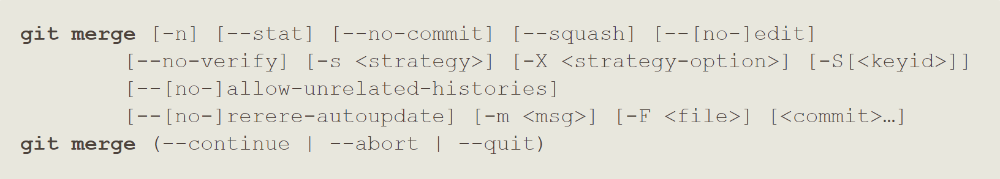 git merge [-n] [--stat] [--no-commit] [--squash] [--[no-]edit]
[--no-verify] [-s <strategy>] [-X <strategy-option>] [-S[<keyid>]]
[--[no-]allow-unrelated-histories]
[--[no-]rerere-autoupdate] [-m <msg>] [-F <file>] [<commit>…]
git merge (--continue | --abort | --quit)